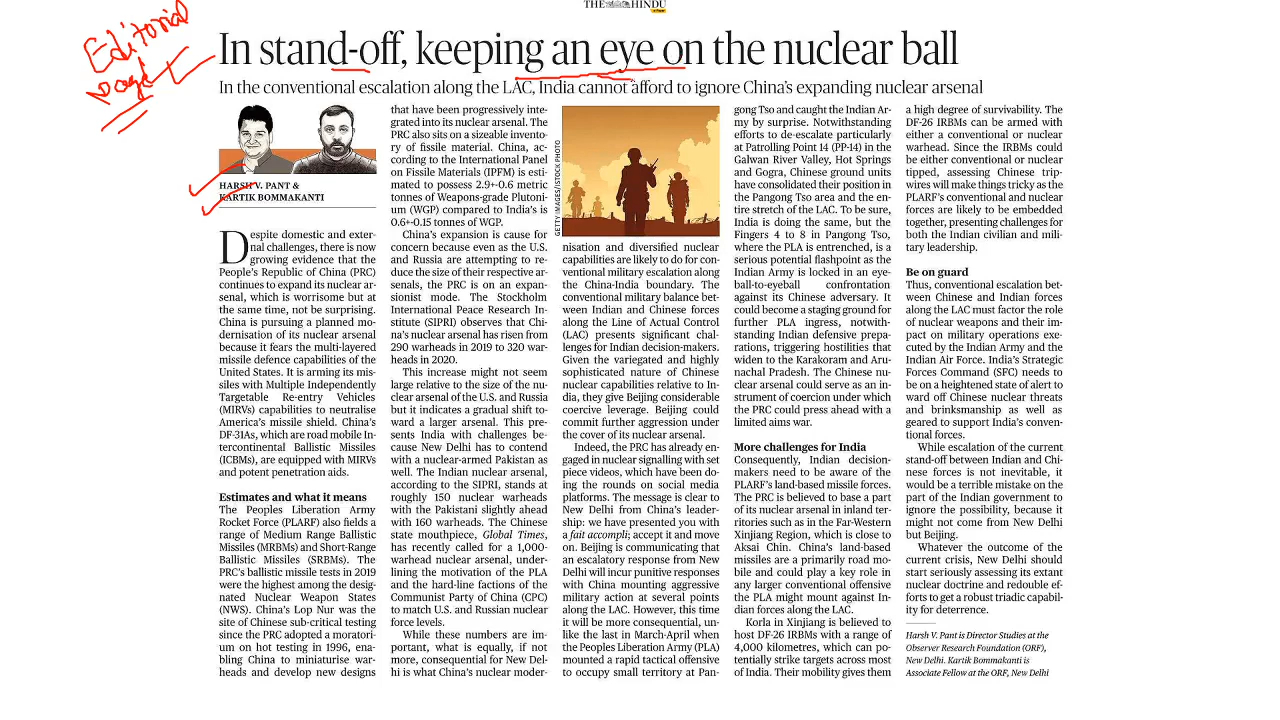 THE HINDU
Editorial
page
In stand-off, keeping an eye on the nuclear ball
In the conventional escalation along the LAC, India cannot afford to ignore China's expanding nuclear arsenal
HARSH V. PANT &
KARTIK BOMMAKANTI
Despite domestic and exter-
nal challenges, there is now
growing evidence that the
People's Republic of China (PRC)
continues to expand its nuclear ar-
senal, which is worrisome but at
the same time, not be surprising.
China is pursuing a planned mo-
dernisation of its nuclear arsenal
because it fears the multi-layered
missile defence capabilities of the
United States. It is arming its mis-
siles with Multiple Independently
Targetable Re-entry Vehicles
(MIRVs) capabilities to neutralise
America's missile shield. China's
DF-31As, which are road mobile In-
tercontinental Ballistic Missiles
(ICBMs), are equipped with MIRVs
and potent penetration aids.
Estimates and what it means
The Peoples Liberation Army
Rocket Force (PLARF) also fields a
range of Medium Range Ballistic
Missiles (MRBMs) and Short-Range
Ballistic Missiles (SRBMs). The
PRC's ballistic missile tests in 2019
were the highest among the desig-
nated Nuclear Weapon States
(NWS). China's Lop Nur was the
site of Chinese sub-critical testing
since the PRC adopted a moratori-
um on hot testing in 1996, ena-
bling China to miniaturise war-
heads and develop new designs
that have been progressively inte-
grated into its nuclear arsenal. The
PRC also sits on a sizeable invento-
ry of fissile material. China, ac-
cording to the International Panel
on Fissile Materials (IPFM) is esti-
mated to possess 2.9+-0.6 metric
tonnes of Weapons-grade Plutoni-
um (WGP) compared to India's is
0.6+-0.15 tonnes of WGP.
China's expansion is cause for
concern because even as the U.S.
and Russia are attempting to re-
duce the size of their respective ar-
senals, the PRC is on an expan-
sionist mode. The Stockholm
International Peace Research In-
stitute (SIPRI) observes that Chi-
na's nuclear arsenal has risen from
290 warheads in 2019 to 320 war-
heads in 2020.
This increase might not seem
large relative to the size of the nu-
clear arsenal of the U.S. and Russia
but it indicates a gradual shift to-
ward a larger arsenal. This pre-
sents India with challenges be-
cause New Delhi has to contend
with a nuclear-armed Pakistan as
well. The Indian nuclear arsenal,
according to the SIPRI, stands at
roughly 150 nuclear warheads
with the Pakistani slightly ahead
with 160 warheads. The Chinese
state mouthpiece, Global Times,
has recently called for a 1,000-
warhead nuclear arsenal, under-
lining the motivation of the PLA
and the hard-line factions of the
Communist Party of China (CPC)
to match U.S. and Russian nuclear
force levels.
While these numbers are im-
portant, what is equally, if not
more, consequential for New Del-
hi is what China's nuclear moder-
GETTY IMAGES/ISTOCK PHOTO
nisation and diversified nuclear
capabilities are likely to do for con-
ventional military escalation along
the China-India boundary. The
conventional military balance bet-
ween Indian and Chinese forces
along the Line of Actual Control
(LAC) presents significant chal-
lenges for Indian decision-makers.
Given the variegated and highly
sophisticated nature of Chinese
nuclear capabilities relative to In-
dia, they give Beijing considerable
coercive leverage. Beijing could
commit further aggression under
the cover of its nuclear arsenal.
Indeed, the PRC has already en-
gaged in nuclear signalling with set
piece videos, which have been do-
ing the rounds on social media
platforms. The message is clear to
New Delhi from China's leader-
ship: we have presented you with
a fait accompli; accept it and move
on. Beijing is communicating that
an escalatory response from New
Delhi will incur punitive responses
with China mounting aggressive
military action at several points
along the LAC. However, this time
it will be more consequential, un-
like the last in March-April when
the Peoples Liberation Army (PLA)
mounted a rapid tactical offensive
to occupy small territory at Pan-
gong Tso and caught the Indian Ar-
my by surprise. Notwithstanding
efforts to de-escalate particularly
at Patrolling Point 14 (PP-14) in the
Galwan River Valley, Hot Springs
and Gogra, Chinese ground units
have consolidated their position in
the Pangong Tso area and the en-
tire stretch of the LAC. To be sure,
India is doing the same, but the
Fingers 4 to 8 in Pangong Tso,
where the PLA is entrenched, is a
serious potential flashpoint as the
Indian Army is locked in an eye-
ball-to-eyeball confrontation
against its Chinese adversary. It
could become a staging ground for
further PLA ingress, notwith-
standing Indian defensive prepa-
rations, triggering hostilities that
widen to the Karakoram and Aru-
nachal Pradesh. The Chinese nu-
clear arsenal could serve as an in-
strument of coercion under which
the PRC could press ahead with a
limited aims war.
More challenges for India
Consequently, Indian decision-
makers need to be aware of the
PLARF's land-based missile forces.
The PRC is believed to base a part
of its nuclear arsenal in inland ter-
ritories such as in the Far-Western
Xinjiang Region, which is close to
Aksai Chin. China's land-based
missiles are a primarily road mo-
bile and could play a key role in
any larger conventional offensive
the PLA might mount against In-
dian forces along the LAC.
Korla in Xinjiang is believed to
host DF-26 IRBMs with a range of
4,000 kilometres, which can po-
tentially strike targets across most
of India. Their mobility gives them
a high degree of survivability. The
DF-26 IRBMs can be armed with
either a conventional or nuclear
warhead. Since the IRBMs could
be either conventional or nuclear
tipped, assessing Chinese trip-
wires will make things tricky as the
PLARF's conventional and nuclear
forces are likely to be embedded
together, presenting challenges for
both the Indian civilian and mili-
tary leadership.
Be on guard
Thus, conventional escalation bet-
ween Chinese and Indian forces
along the LAC must factor the role
of nuclear weapons and their im-
pact on military operations exe-
cuted by the Indian Army and the
Indian Air Force. India's Strategic
Forces Command (SFC) needs to
be on a heightened state of alert to
ward off Chinese nuclear threats
and brinkmanship as well as
geared to support India's conven-
tional forces.
While escalation of the current
stand-off between Indian and Chi-
nese forces is not inevitable, it
would be a terrible mistake on the
part of the Indian government to
ignore the possibility, because it
might not come from New Delhi
but Beijing.
Whatever the outcome of the
current crisis, New Delhi should
start seriously assessing its extant
nuclear doctrine and redouble ef-
forts to get a robust triadic capabil-
ity for deterrence.
Harsh V. Pant is Director Studies at the
Observer Research Foundation (ORF),
New Delhi. Kartik Bommakanti is
Associate Fellow at the ORF, New Delhi